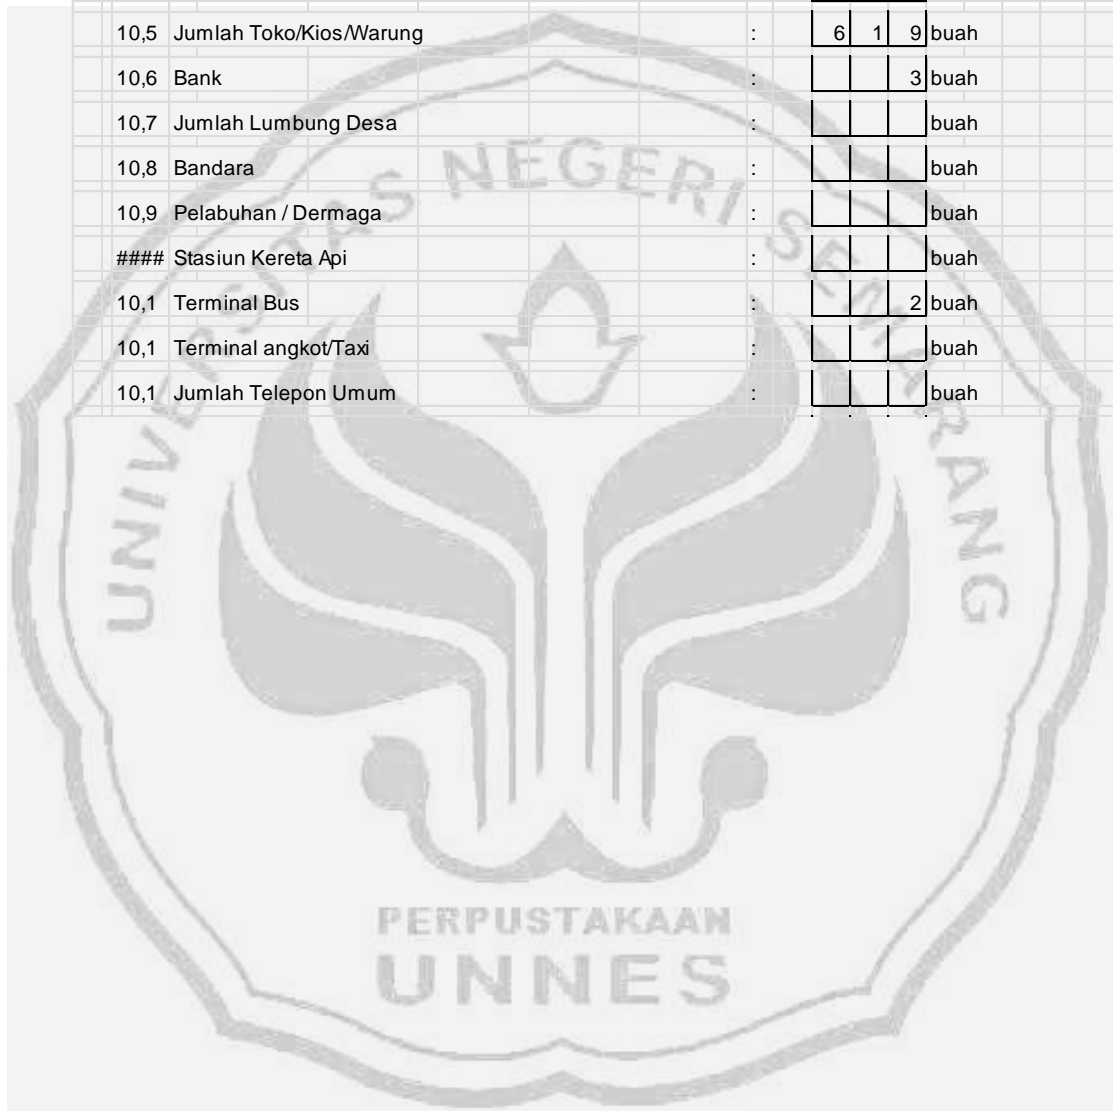 10,5 Jumlah Toko/Kios/Warung : 6 1 9 buah
10,6 Bank : 3 buah
10,7 Jumlah Lumbung Desa : buah
10,8 Bandara : buah
10,9 Pelabuhan / Dermaga : buah
#### Stasiun Kereta Api : buah
10,1 Terminal Bus : 2 buah
10,1 Terminal angkot/Taxi : buah
10,1 Jumlah Telepon Umum : buah
UNIVERSITAS NEGERI SEMARANG
PERPUSTAKAAN
UNNES